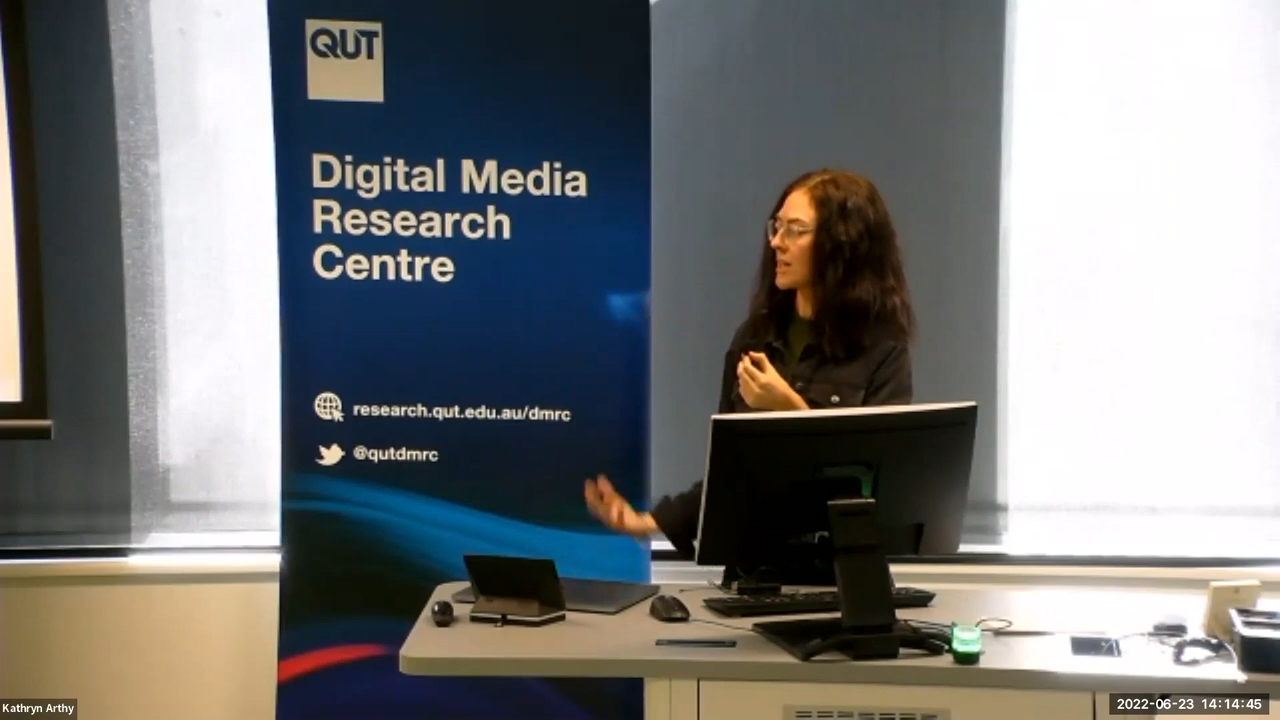 QUT
Digital Media
Research
Centre
research.qut.edu.au/dmrc
@qutdmrc
Kathryn Arthy
2022-06-23 14:14:45